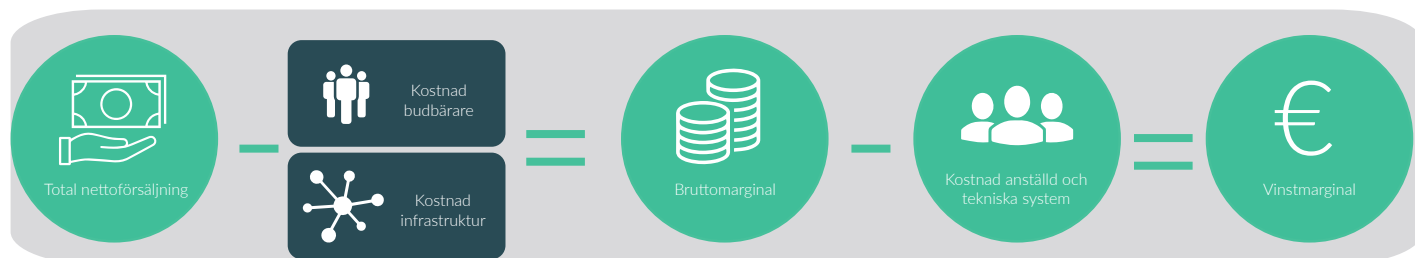 Total nettoförsäljning
Kostnad
budbärare
Kostnad
infrastruktur
Bruttomarginal
Kostnad anställd och
tekniska system
€
Vinstmarginal